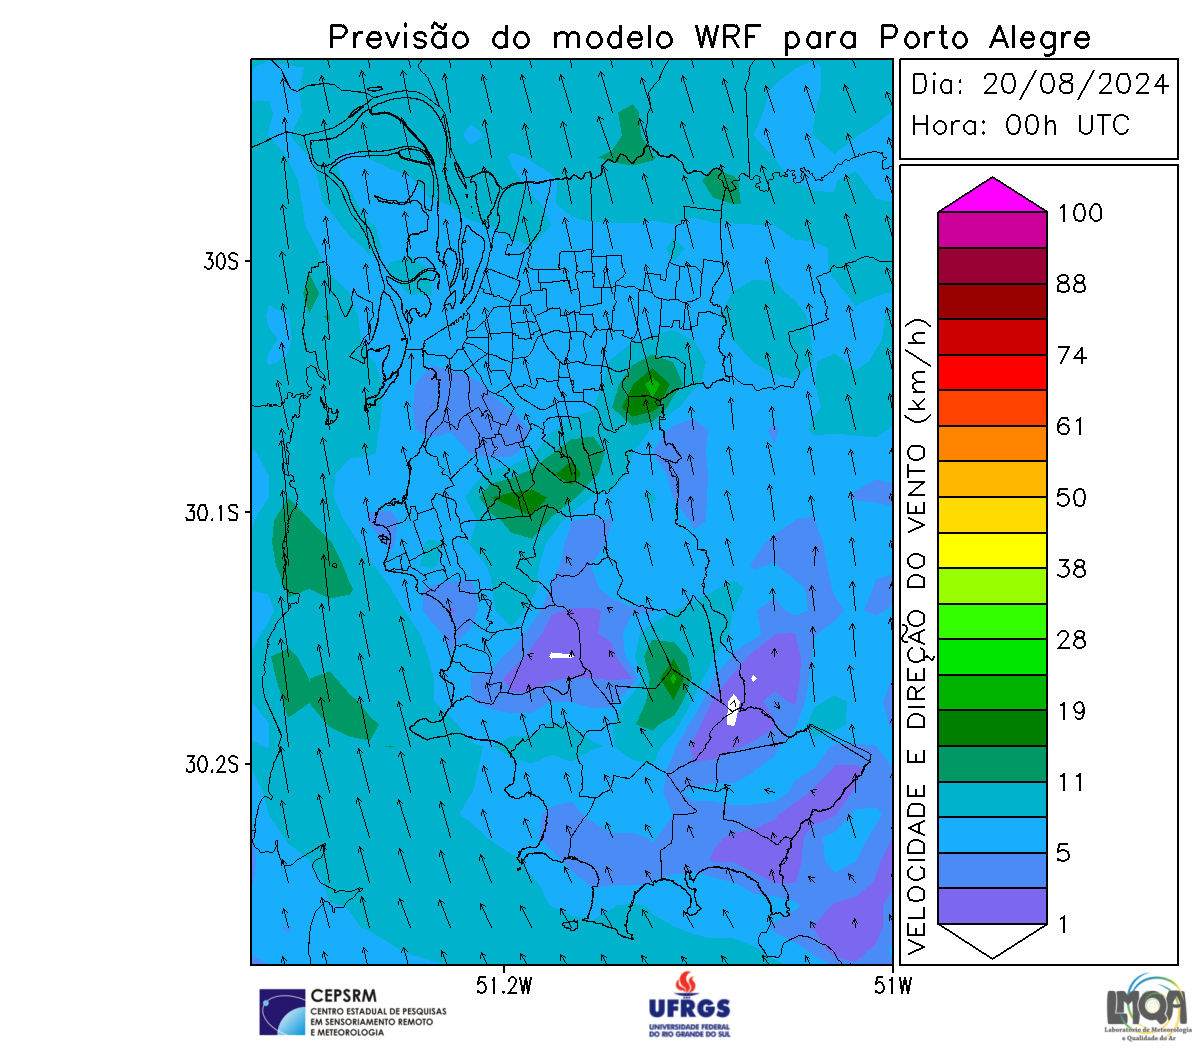 Previsão do modelo WRF para Porto Alegre
Dia: 20/08/2024
Hora: 00h UTC
30S
30.1S
30.2S
51.2W
51W
VELOCIDADE E DIREÇÃO DO VENTO (km/h)
100
88
74
61
50
38
28
19
11
5
1
CEPSRM
CENTRO ESTADUAL DE PESQUISAS
EM SENSORIAMENTO REMOTO
E METEOROLOGIA
UFRGS
UNIVERSIDADE FEDERAL
DO RIO GRANDE DO SUL
LMQA
Laboratório de Meteorologia
e Qualidade do Ar